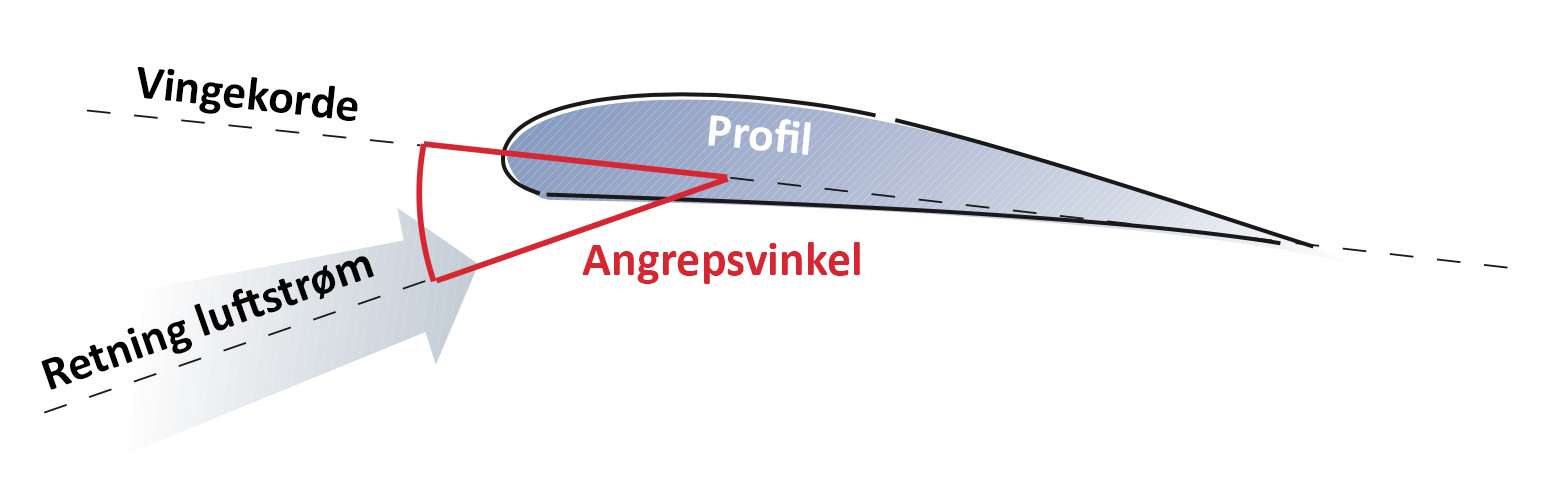 Vingekorde
Profil
Angrepsvinkel
Retning luftstrøm